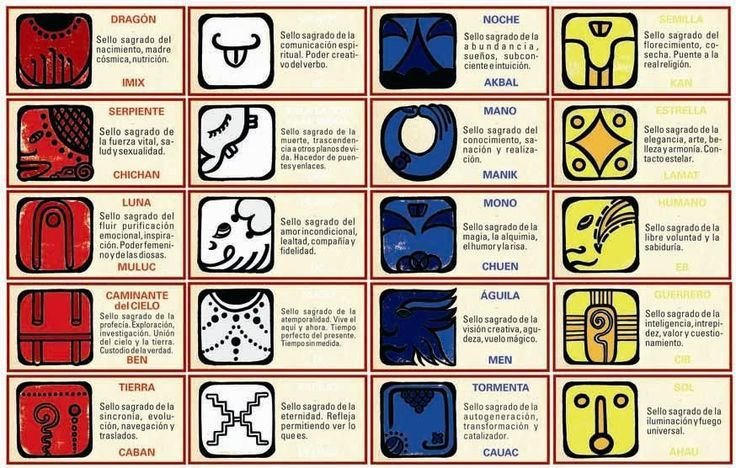 DRAGÓN
Sello sagrado del
nacimiento, madre
cósmica, nutrición.
IMIX
Sello sagrado de la
comunicación espi-
ritual. Poder creati
vo del verbo.
NOCHE
Sello sagrado de la
abundancia,
sueños, subcons-
ciente e intuición.
AKBAL
SEMILLA
Sello sagrado del
florecimiento, co-
secha. Puente a la
real religión.
KAN
SERPIENTE
Sello sagrado de
la fuerza vital, sa-
lud y sexualidad.
CHICHAN
Sello sagrado de la
muerte, trascenden-
cia a otros planos de vi-
da. Hacedor de puen-
tes y enlaces.
MANO
Sello sagrado del
conocimiento, sa-
nación y realiza-
ción.
MANIK
ESTRELLA
Sello sagrado de la
elegancia, arte, be-
lleza y armonía. Con-
tacto estelar.
LAMAT
LUNA
Sello sagrado del
fluir purificación
emocional, inspira-
ción. Poder femeni-
no y de las diosas.
MULUC
Sello sagrado del
amor incondicional,
lealtad, compañía y
fidelidad.
MONO
Sello sagrado de la
magia, la alquimia,
el humor y la risa.
CHUEN
HUMANO
Sello sagrado de la
libre voluntad y la
sabiduría.
EB
CAMINANTE
del CIELO
Sello sagrado de la
profecía. Exploración,
investigación. Unión
del cielo y la tierra.
Custodio de la verdad.
BEN
Sello sagrado de la
atemporalidad. Vive el
aquí y ahora. Tiempo
perfecto del presente.
Tiempo sin medida.
IX
ÁGUILA
Sello sagrado de la
visión creativa, agu-
deza, vuelo mágico.
MEN
GUERRERO
Sello sagrado de la
inteligencia, intrepi-
dez, valor y cuestio-
namiento.
CIB
TIERRA
Sello sagrado de la
sincronía, evolu-
ción, navegación y
traslados.
CABAN
Sello sagrado de la
eternidad. Refleja
permitiendo ver lo
que es.
TORMENTA
Sello sagrado de la
autogeneración,
transformación y
catalizador.
CAUAC
SOL
Sello sagrado de la
iluminación y fuego
universal.
AHAU